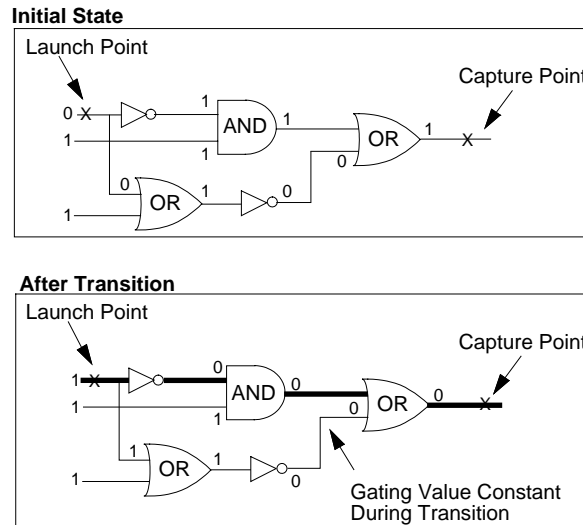 Initial State
Launch Point
Capture Point
0 X
1
1
AND
1
1
OR
1
X
0
0
OR
1
0
1
After Transition
Launch Point
Capture Point
1 X
0
1
AND
0
1
OR
0
X
0
1
OR
1
0
1
Gating Value Constant
During Transition